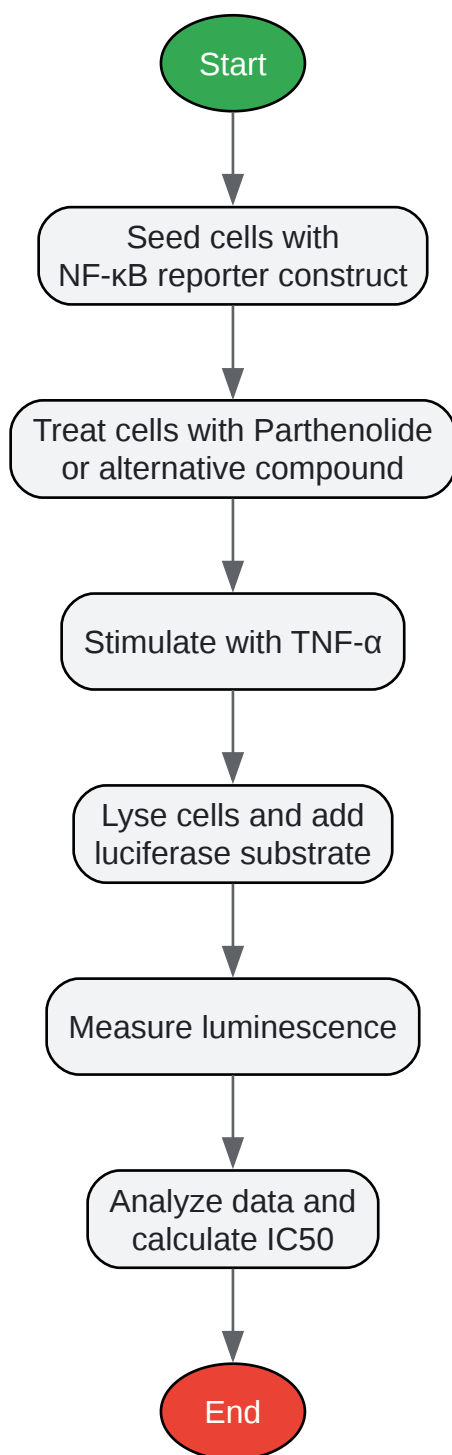 Start
Seed cells with
NF-κB reporter construct
Treat cells with Parthenolide
or alternative compound
Stimulate with TNF-α
Lyse cells and add
luciferase substrate
Measure luminescence
Analyze data and
calculate IC50
End